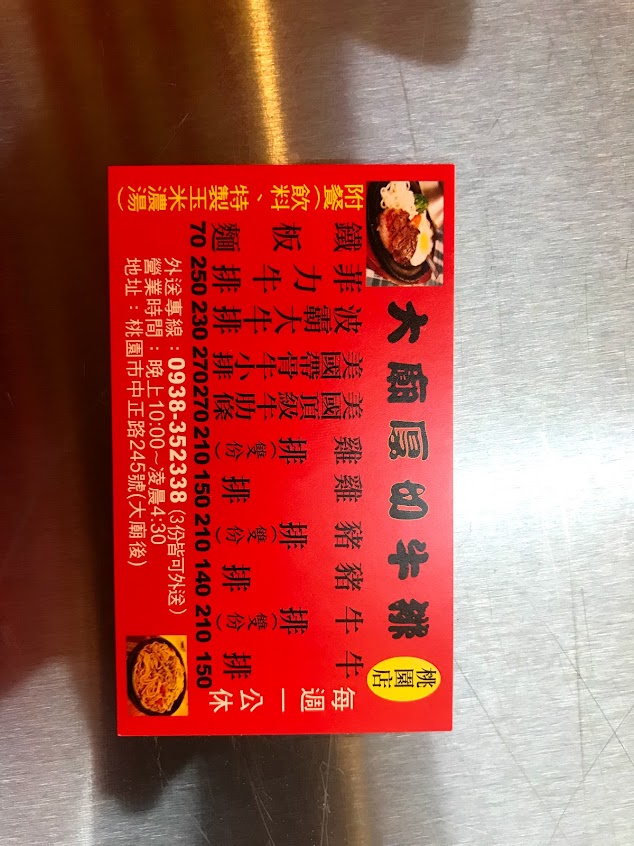 大廟厚切牛排
桃園店
每週一公休
牛排 150
牛排(雙份) 210
豬排 140
豬排(雙份) 210
雞排 150
雞排(雙份) 210
美國頂級牛肋條 270
美國帶骨牛小排 270
波霸大牛排 230
菲力牛排 250
鐵板麵 70
附餐(飲料、特製玉米濃湯)
外送專線：0938-352338 (3份皆可外送)
營業時間：晚上10:00～凌晨4:30
地址：桃園市中正路245號(大廟後)